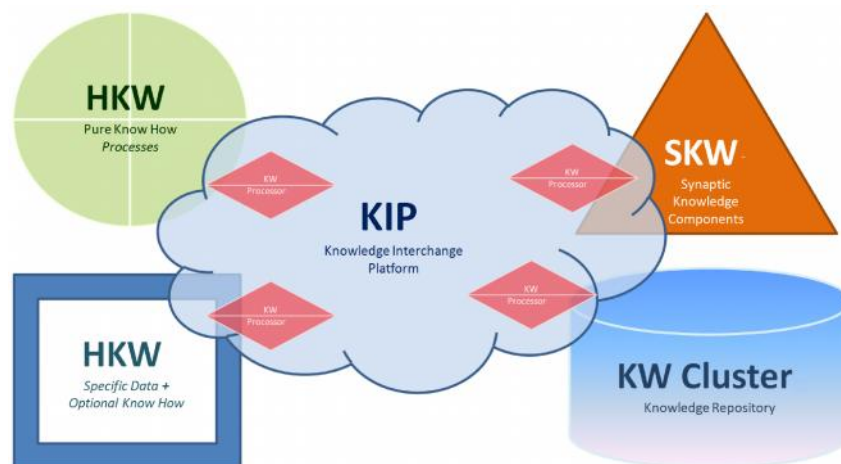 HKW
Pure Know How
Processes
SKW
Synaptic
Knowledge
Components
KW
Processor
KW
Processor
KIP
Knowledge Interchange
Platform
KW
Processor
KW
Processor
HKW
Specific Data +
Optional Know How
KW Cluster
Knowledge Repository